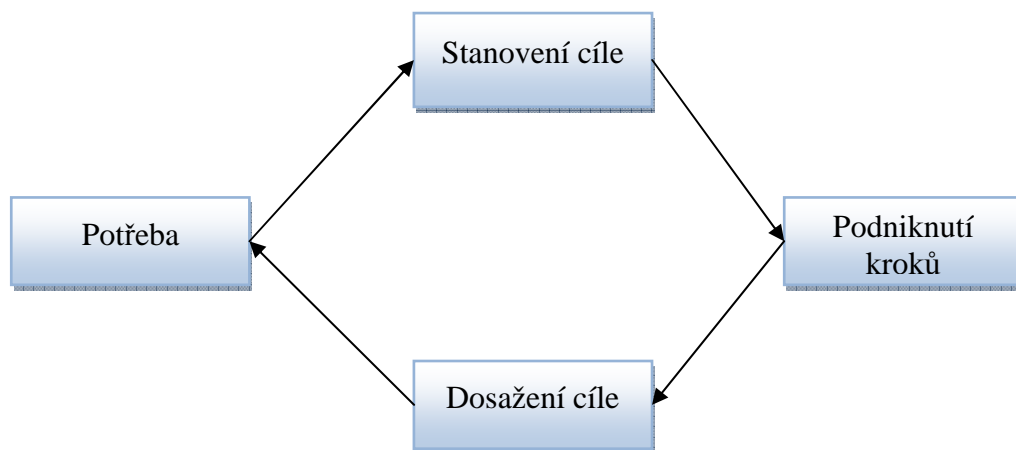 Stanovení cíle
Potřeba
Podniknutí
kroků
Dosažení cíle